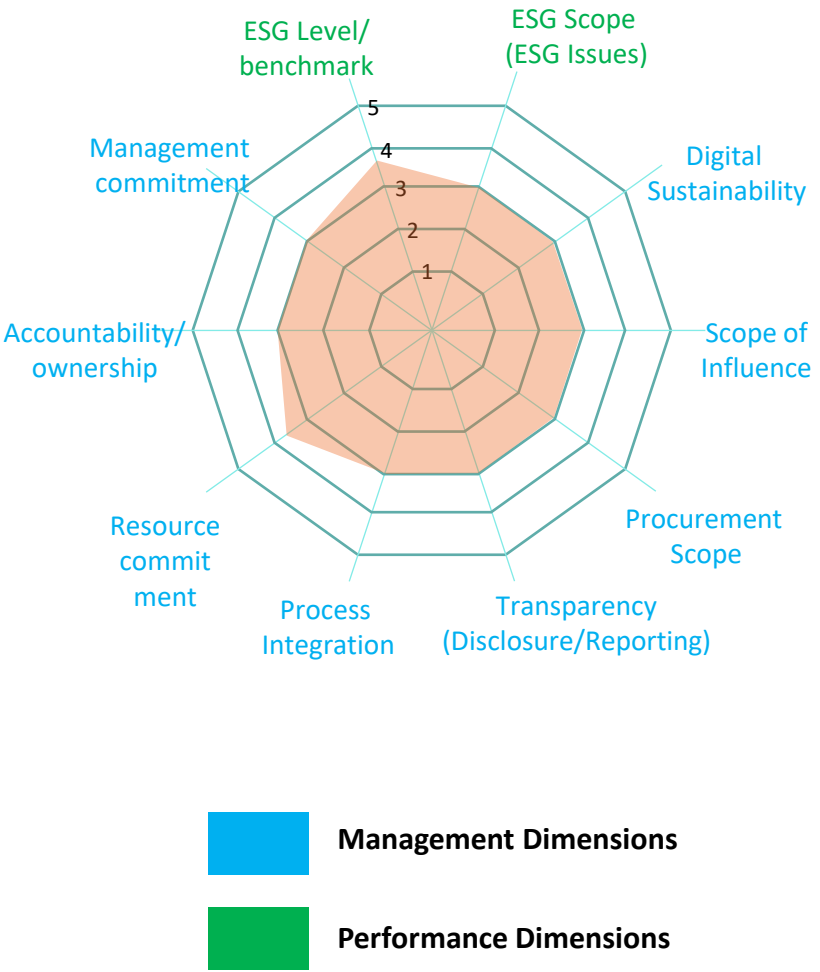 ESG Level/
benchmark
ESG Scope
(ESG Issues)
5
4
3
2
1
Management
commitment
Digital
Sustainability
Accountability/
ownership
Scope of
Influence
Resource
commit
ment
Procurement
Scope
Process
Integration
Transparency
(Disclosure/Reporting)
Management Dimensions
Performance Dimensions